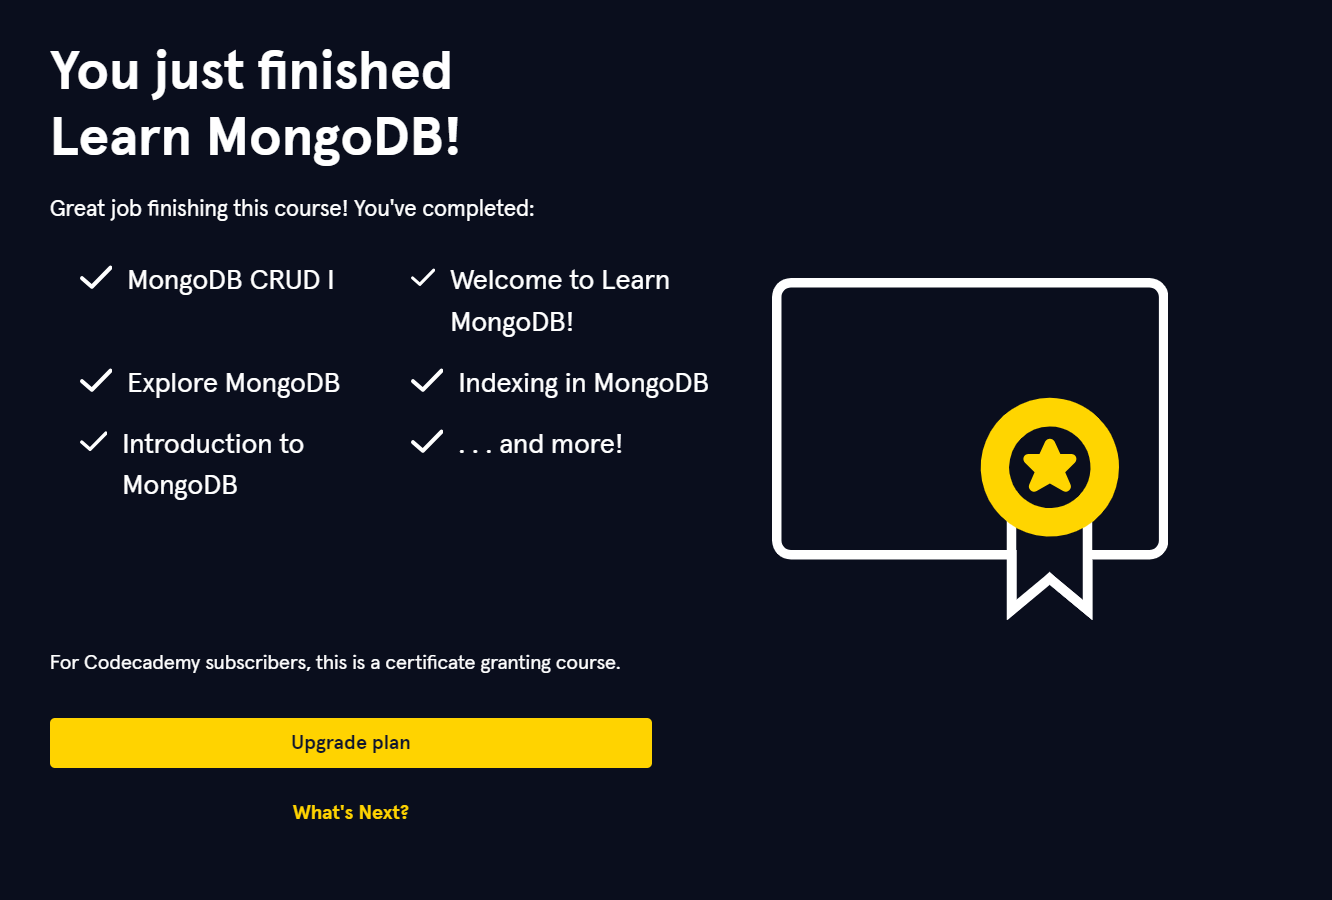 You just finished
Learn MongoDB!
Great job finishing this course! You've completed:
MongoDB CRUD I
Welcome to Learn
MongoDB!
Explore MongoDB
Indexing in MongoDB
Introduction to
MongoDB
. . . and more!
For Codecademy subscribers, this is a certificate granting course.
Upgrade plan
What's Next?